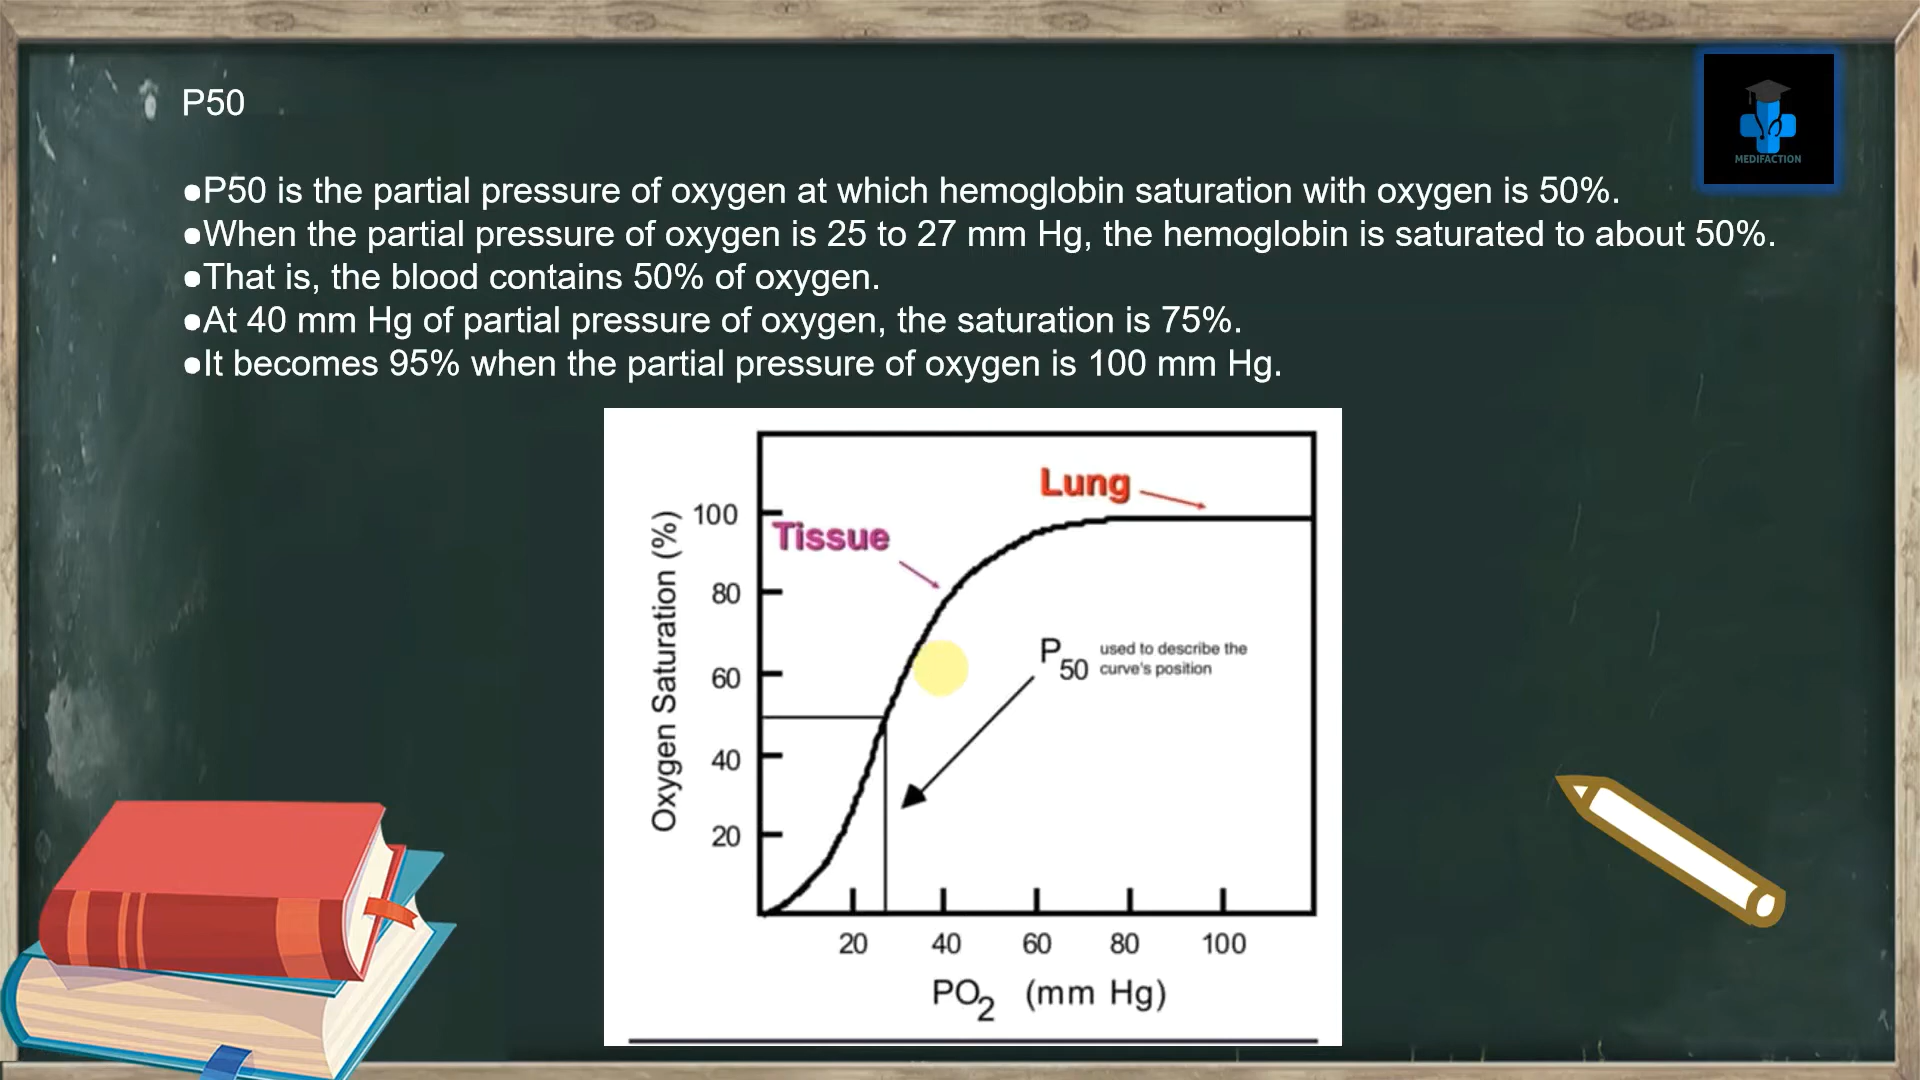 P50
●P50 is the partial pressure of oxygen at which hemoglobin saturation with oxygen is 50%.
●When the partial pressure of oxygen is 25 to 27 mm Hg, the hemoglobin is saturated to about 50%.
●That is, the blood contains 50% of oxygen.
●At 40 mm Hg of partial pressure of oxygen, the saturation is 75%.
●It becomes 95% when the partial pressure of oxygen is 100 mm Hg.
MEDIFACTION
Lung
Tissue
Oxygen Saturation (%)
100
80
60
40
20
P50 used to describe the
curve's position
20 40 60 80 100
PO2 (mm Hg)